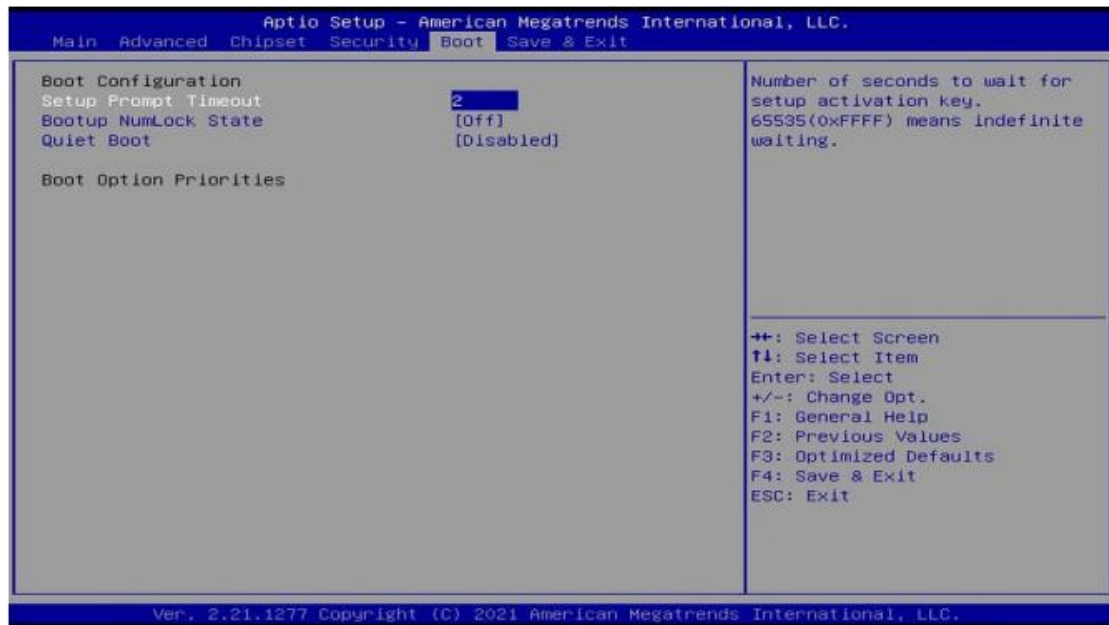 Aptio Setup – American Megatrends International, LLC.
Main Advanced Chipset Security Boot Save & Exit
Boot Configuration
Setup Prompt Timeout 2
Bootup NumLock State [Off]
Quiet Boot [Disabled]
Boot Option Priorities
Number of seconds to wait for
setup activation key.
65535(0xFFFF) means indefinite
waiting.
→←: Select Screen
↑↓: Select Item
Enter: Select
+/-: Change Opt.
F1: General Help
F2: Previous Values
F3: Optimized Defaults
F4: Save & Exit
ESC: Exit
Ver. 2.21.1277 Copyright (C) 2021 American Megatrends International, LLC.